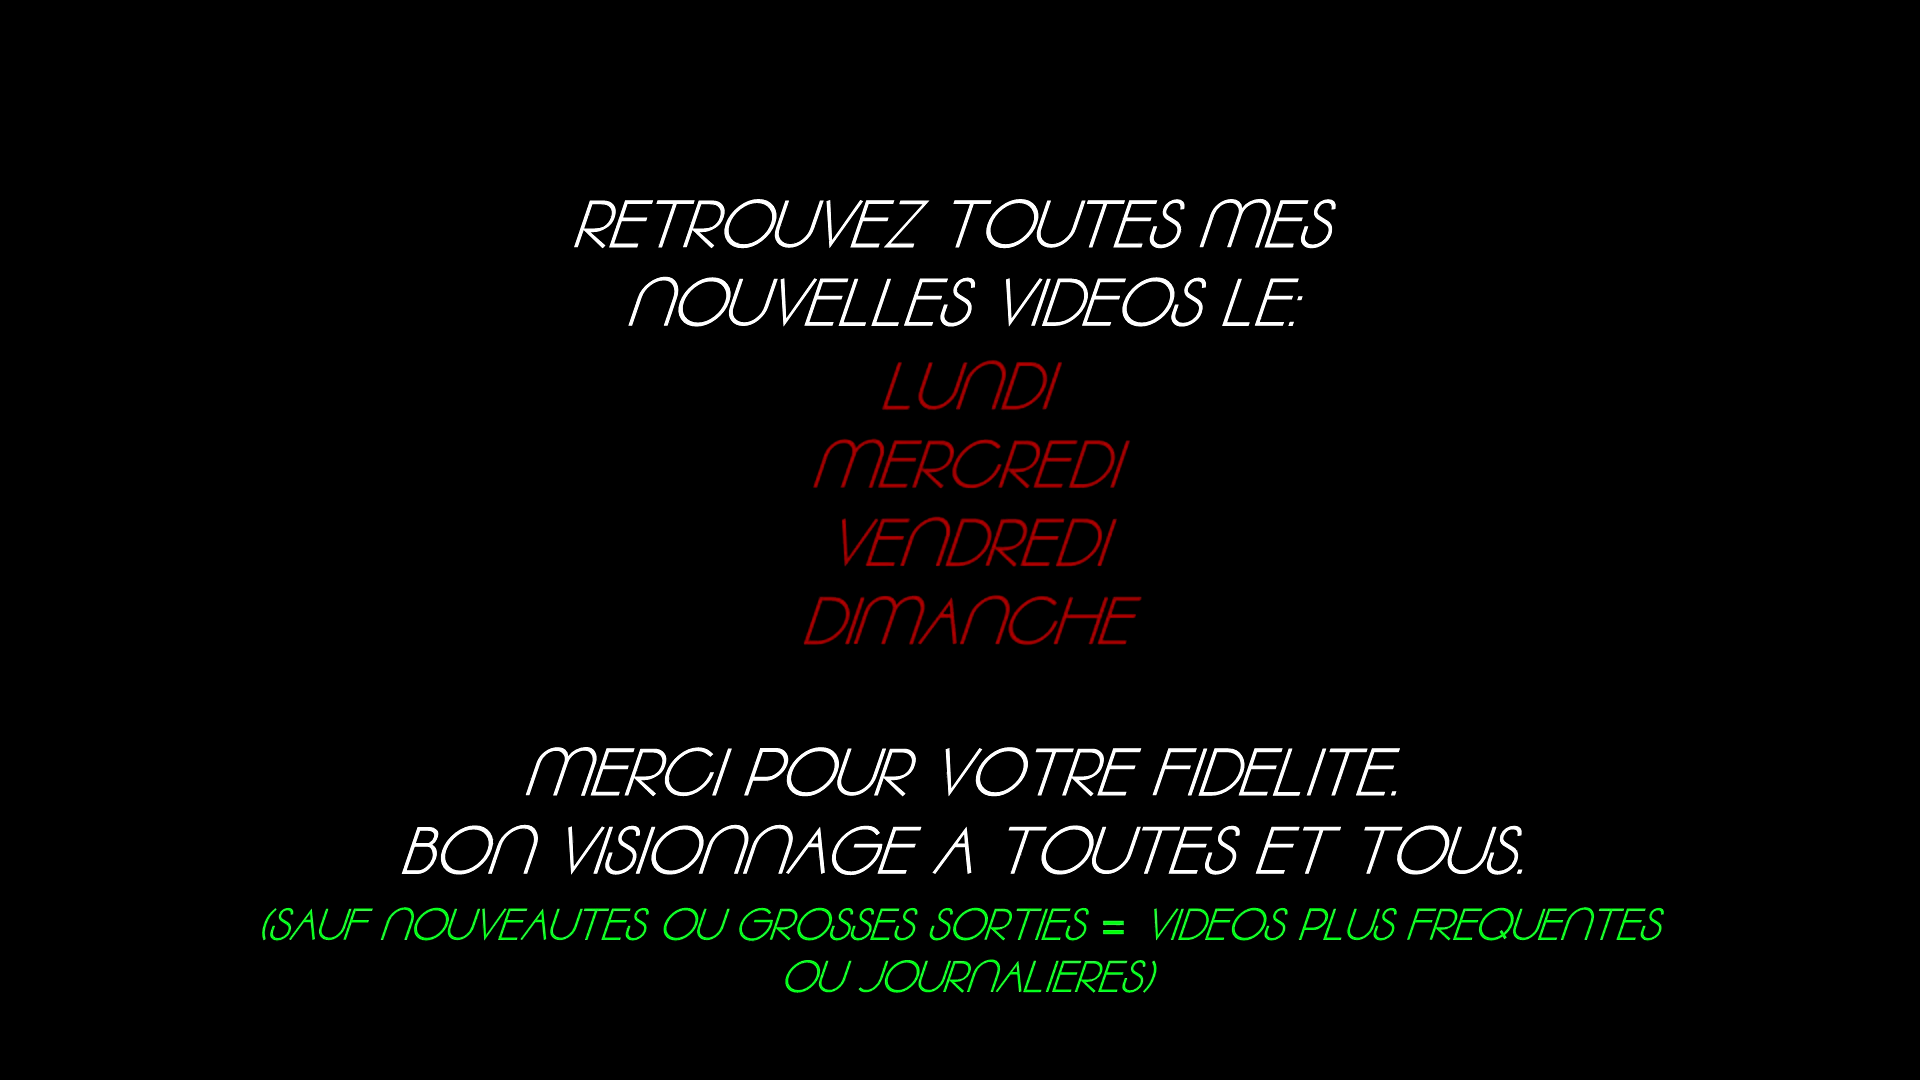 RETROUVEZ TOUTES MES
NOUVELLES VIDEOS LE:
LUNDI
MERCREDI
VENDREDI
DIMANCHE
MERCI POUR VOTRE FIDELITE.
BON VISIONNAGE A TOUTES ET TOUS.
(SAUF NOUVEAUTES OU GROSSES SORTIES = VIDEOS PLUS FREQUENTES
OU JOURNALIERES)